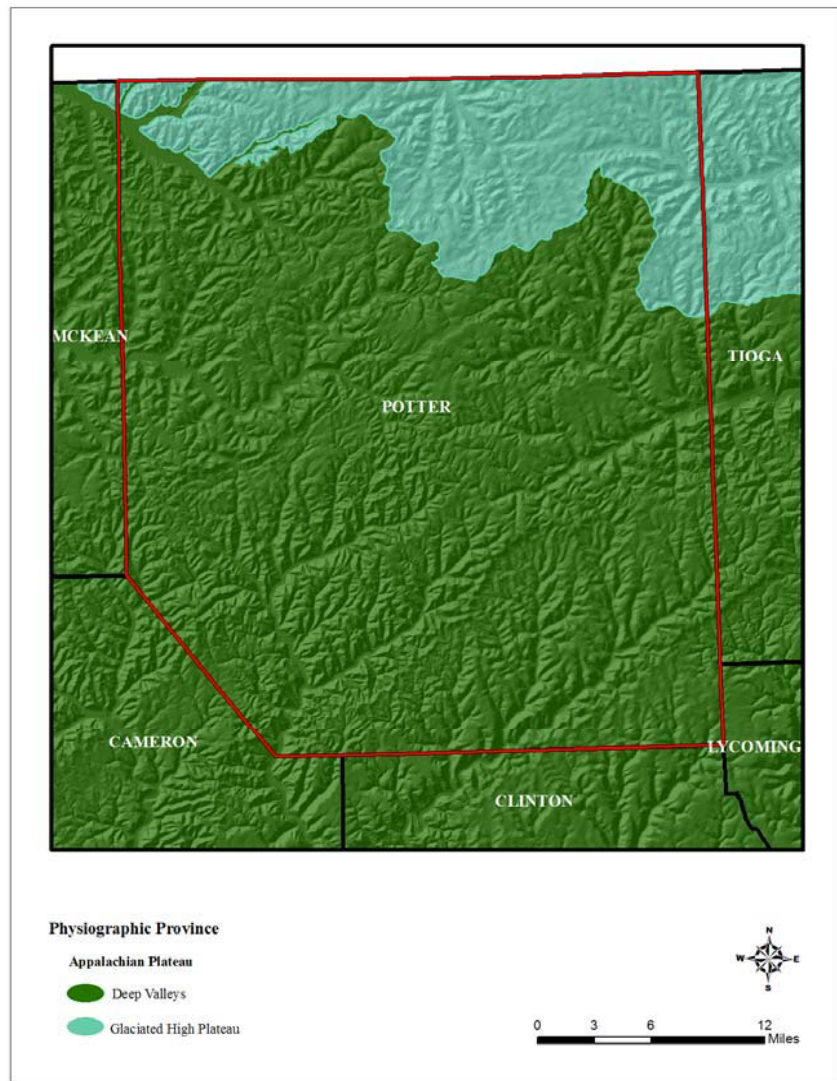 MCKEAN
TIOGA
POTTER
CAMERON
LYCOMING
CLINTON
Physiographic Province
Appalachian Plateau
Deep Valleys
Glaciated High Plateau
N
W E
S
0 3 6 12
Miles